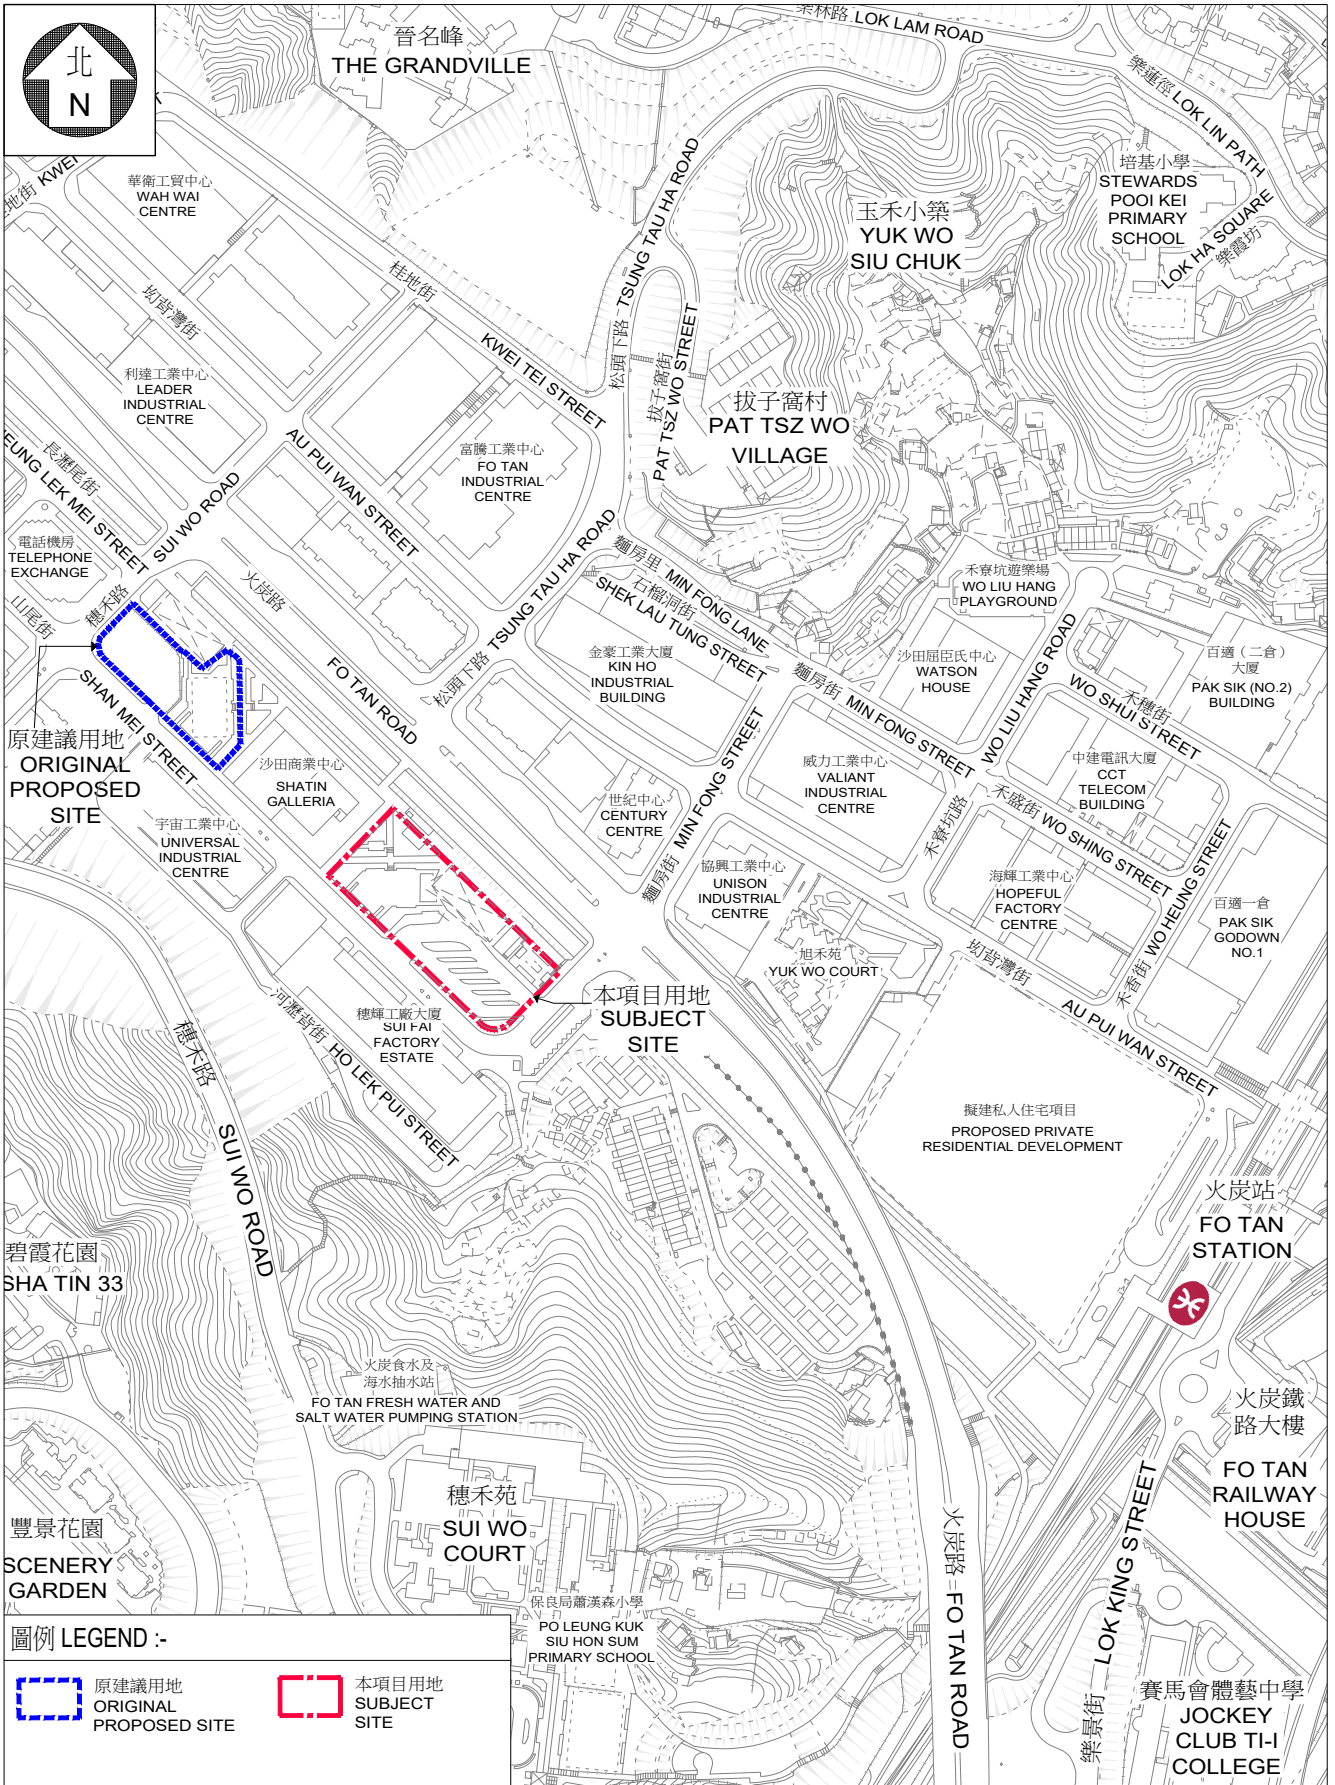 北
N
晉名峰
THE GRANDVILLE
樂林路 LOK LAM ROAD
樂蓮徑 LOK LIN PATH
培基小學
STEWARDS
POOI KEI
PRIMARY
SCHOOL
LOK HA SQUARE
樂霞坊
玉禾小築
YUK WO
SIU CHUK
桂地街 KWEI
華衛工貿中心
WAH WAI
CENTRE
坳背灣街
桂地街
KWEI TEI STREET
松頭下路 TSUNG TAU HA ROAD
拔子窩街
PAT TSZ WO STREET
拔子窩村
PAT TSZ WO
VILLAGE
利達工業中心
LEADER
INDUSTRIAL
CENTRE
AU PUI WAN STREET
富騰工業中心
FO TAN
INDUSTRIAL
CENTRE
長瀝尾街
HEUNG LEK MEI STREET
SUI WO ROAD
穗禾路
電話機房
TELEPHONE
EXCHANGE
山尾街
SHAN MEI STREET
火炭路
FO TAN ROAD
松頭下路 TSUNG TAU HA ROAD
麵房里 MIN FONG LANE
石榴洞街
SHEK LAU TUNG STREET
禾寮坑遊樂場
WO LIU HANG
PLAYGROUND
金豪工業大廈
KIN HO
INDUSTRIAL
BUILDING
麵房街 MIN FONG STREET
沙田屈臣氏中心
WATSON
HOUSE
WO LIU HANG ROAD
禾寮坑路
禾穗街
WO SHUI STREET
百適（二倉）
大廈
PAK SIK (NO.2)
BUILDING
原建議用地
ORIGINAL
PROPOSED
SITE
沙田商業中心
SHATIN
GALLERIA
宇宙工業中心
UNIVERSAL
INDUSTRIAL
CENTRE
世紀中心
CENTURY
CENTRE
麵房街 MIN FONG STREET
威力工業中心
VALIANT
INDUSTRIAL
CENTRE
中建電訊大廈
CCT
TELECOM
BUILDING
禾盛街 WO SHING STREET
協興工業中心
UNISON
INDUSTRIAL
CENTRE
海輝工業中心
HOPEFUL
FACTORY
CENTRE
禾香街 WO HEUNG STREET
百適一倉
PAK SIK
GODOWN
NO.1
旭禾苑
YUK WO COURT
坳背灣街
AU PUI WAN STREET
本項目用地
SUBJECT
SITE
穗輝工廠大廈
SUI FAI
FACTORY
ESTATE
河瀝背街 HO LEK PUI STREET
穗禾路
SUI WO ROAD
擬建私人住宅項目
PROPOSED PRIVATE
RESIDENTIAL DEVELOPMENT
火炭站
FO TAN
STATION
碧霞花園
SHA TIN 33
火炭食水及
海水抽水站
FO TAN FRESH WATER AND
SALT WATER PUMPING STATION
火炭鐵
路大樓
FO TAN
RAILWAY
HOUSE
穗禾苑
SUI WO
COURT
豐景花園
SCENERY
GARDEN
火炭路 FO TAN ROAD
樂景街 LOK KING STREET
保良局蕭漢森小學
PO LEUNG KUK
SIU HON SUM
PRIMARY SCHOOL
賽馬會體藝中學
JOCKEY
CLUB TI-I
COLLEGE
圖例 LEGEND :-
原建議用地
ORIGINAL
PROPOSED SITE
本項目用地
SUBJECT
SITE